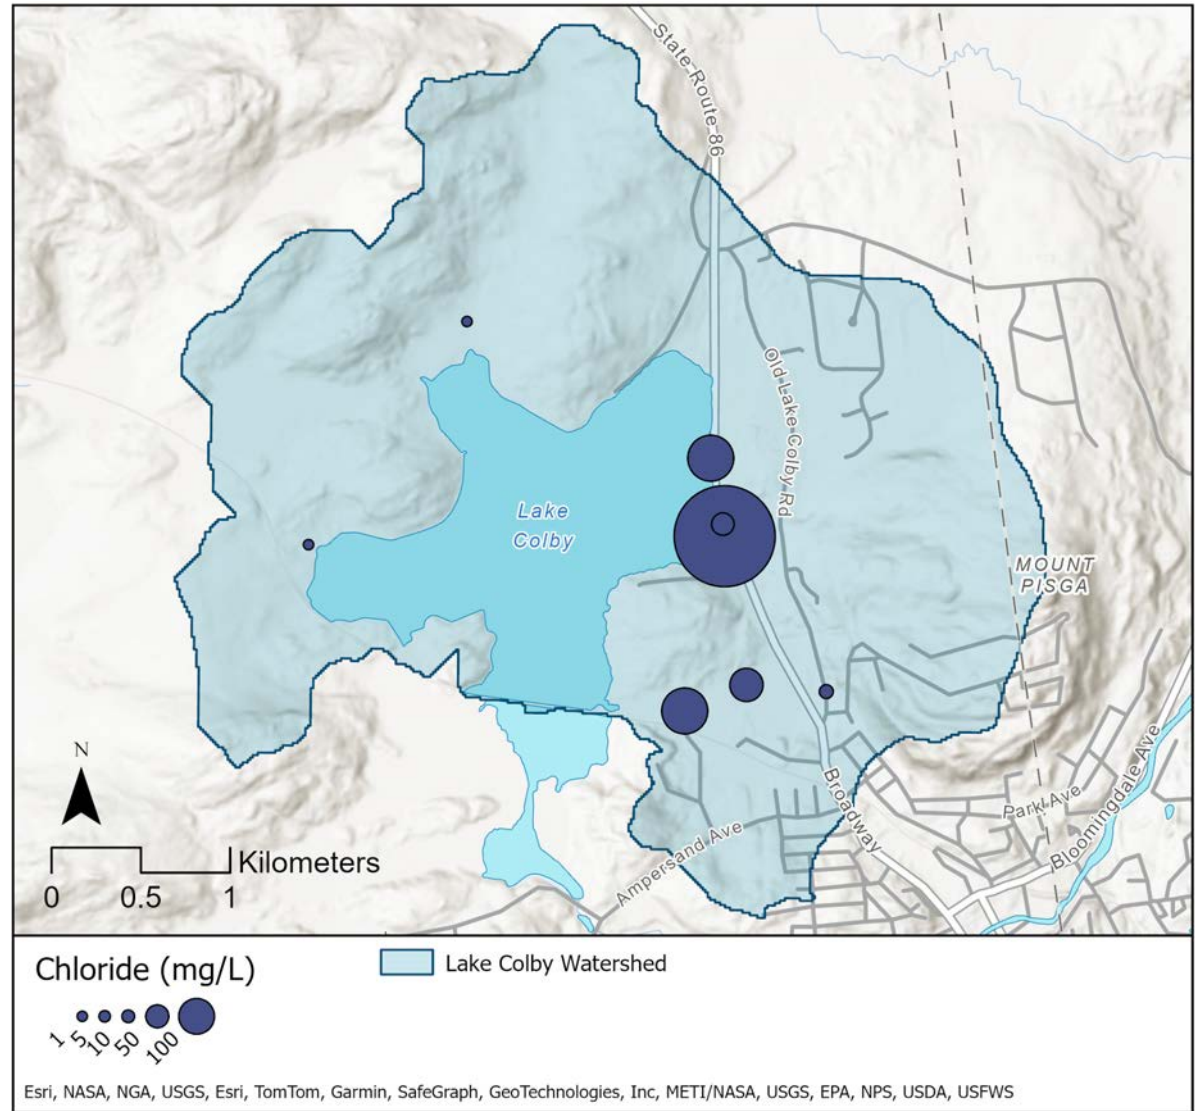 State Route 86
Old Lake Colby Rd
Lake
Colby
MOUNT
PISGA
N
Kilometers
0 0.5 1
Broadway
Park Ave
Bloomingdale Ave
Ampersand Ave
Chloride (mg/L)
1 5 10 50 100
Lake Colby Watershed
Esri, NASA, NGA, USGS, Esri, TomTom, Garmin, SafeGraph, GeoTechnologies, Inc, METI/NASA, USGS, EPA, NPS, USDA, USFWS